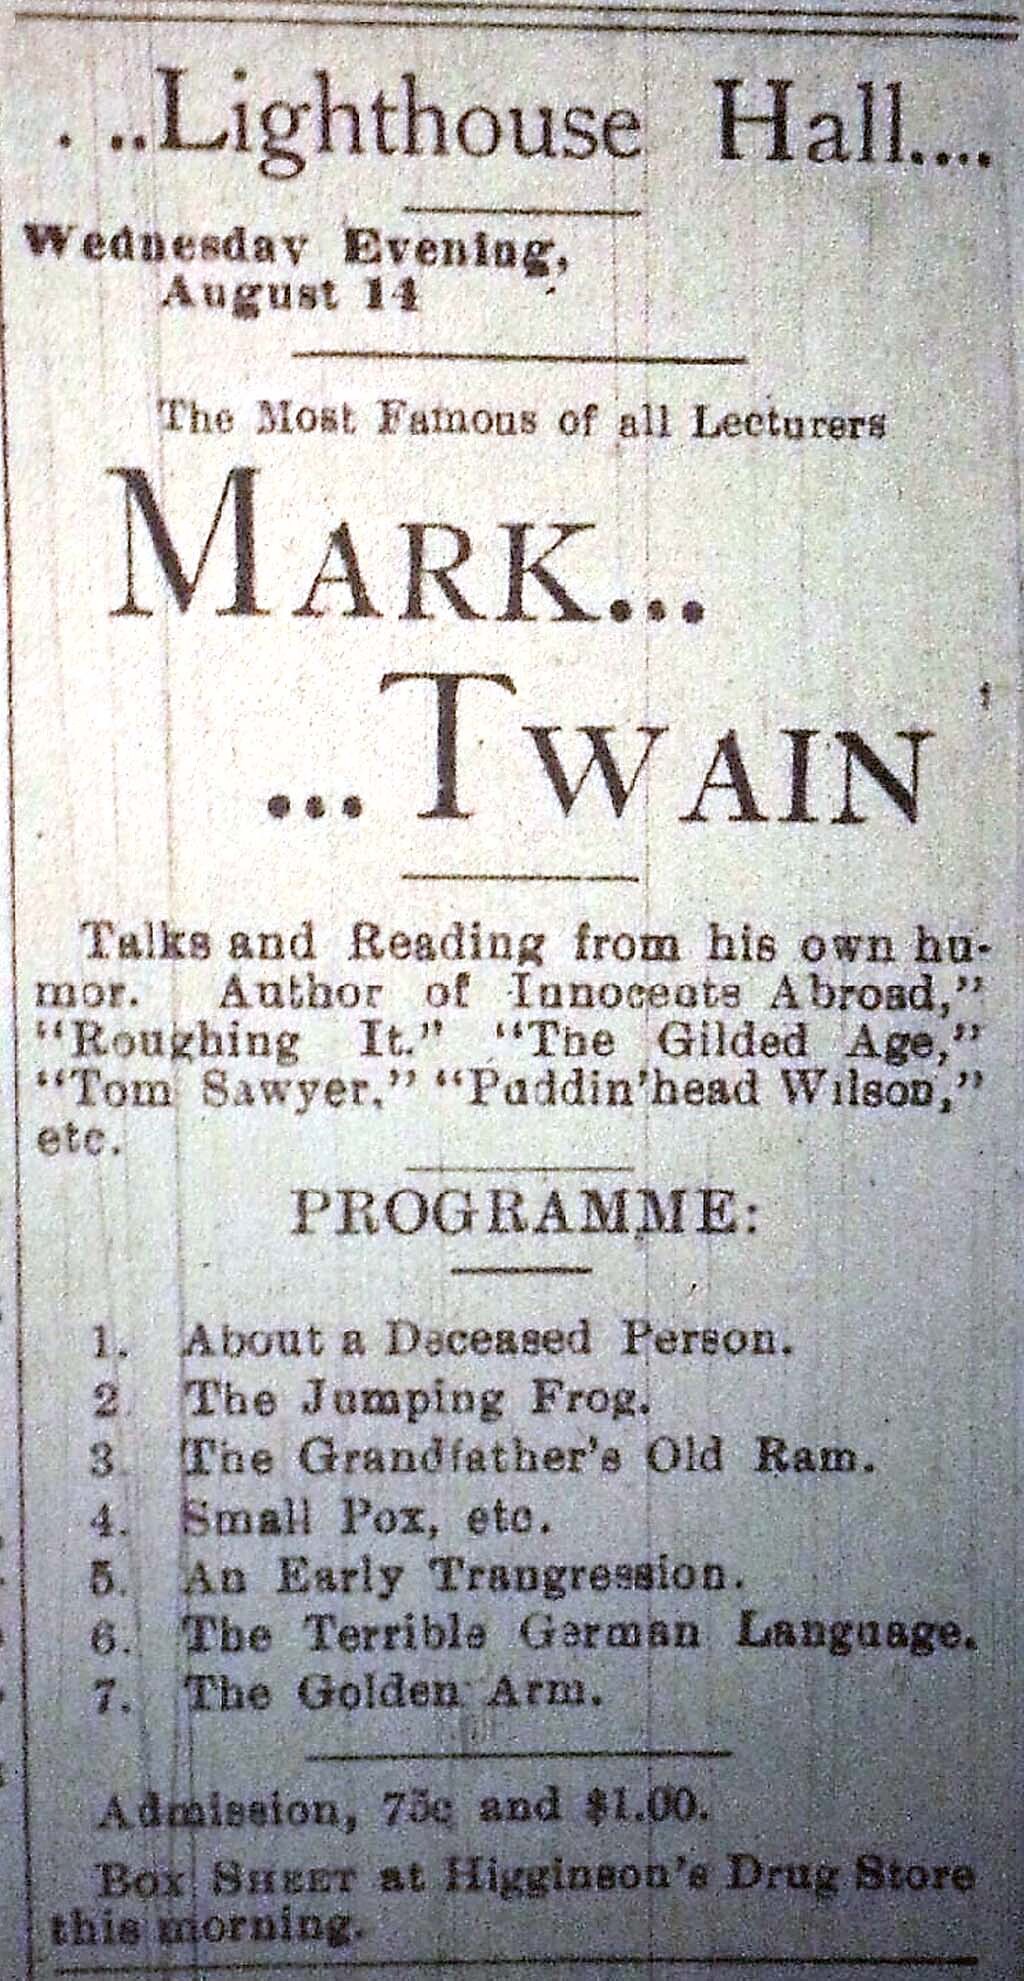 . ..Lighthouse Hall....
Wednesday Evening,
August 14
The Most Famous of all Lecturers
MARK...
...TWAIN
Talks and Reading from his own hu-
mor. Author of Innocents Abroad,"
"Roughing It." "The Gilded Age,"
"Tom Sawyer," "Puddin'head Wilson,"
etc.
PROGRAMME:
1. About a Deceased Person.
2. The Jumping Frog.
3. The Grandfather's Old Ram.
4. Small Pox, etc.
5. An Early Trangression.
6. The Terrible German Language.
7. The Golden Arm.
Admission, 75c and $1.00.
BOX SHEET at Higginson's Drug Store
this morning.